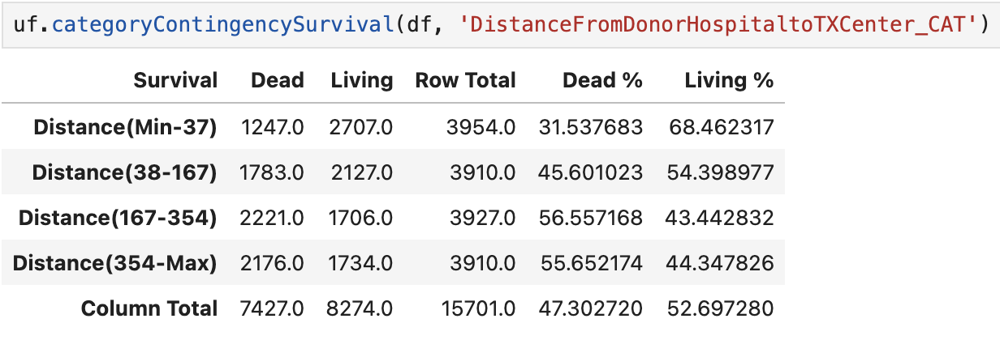 uf.categoryContingencySurvival(df, 'DistanceFromDonorHospitaltoTXCenter_CAT')
Survival Dead Living Row Total Dead % Living %
Distance(Min-37) 1247.0 2707.0 3954.0 31.537683 68.462317
Distance(38-167) 1783.0 2127.0 3910.0 45.601023 54.398977
Distance(167-354) 2221.0 1706.0 3927.0 56.557168 43.442832
Distance(354-Max) 2176.0 1734.0 3910.0 55.652174 44.347826
Column Total 7427.0 8274.0 15701.0 47.302720 52.697280